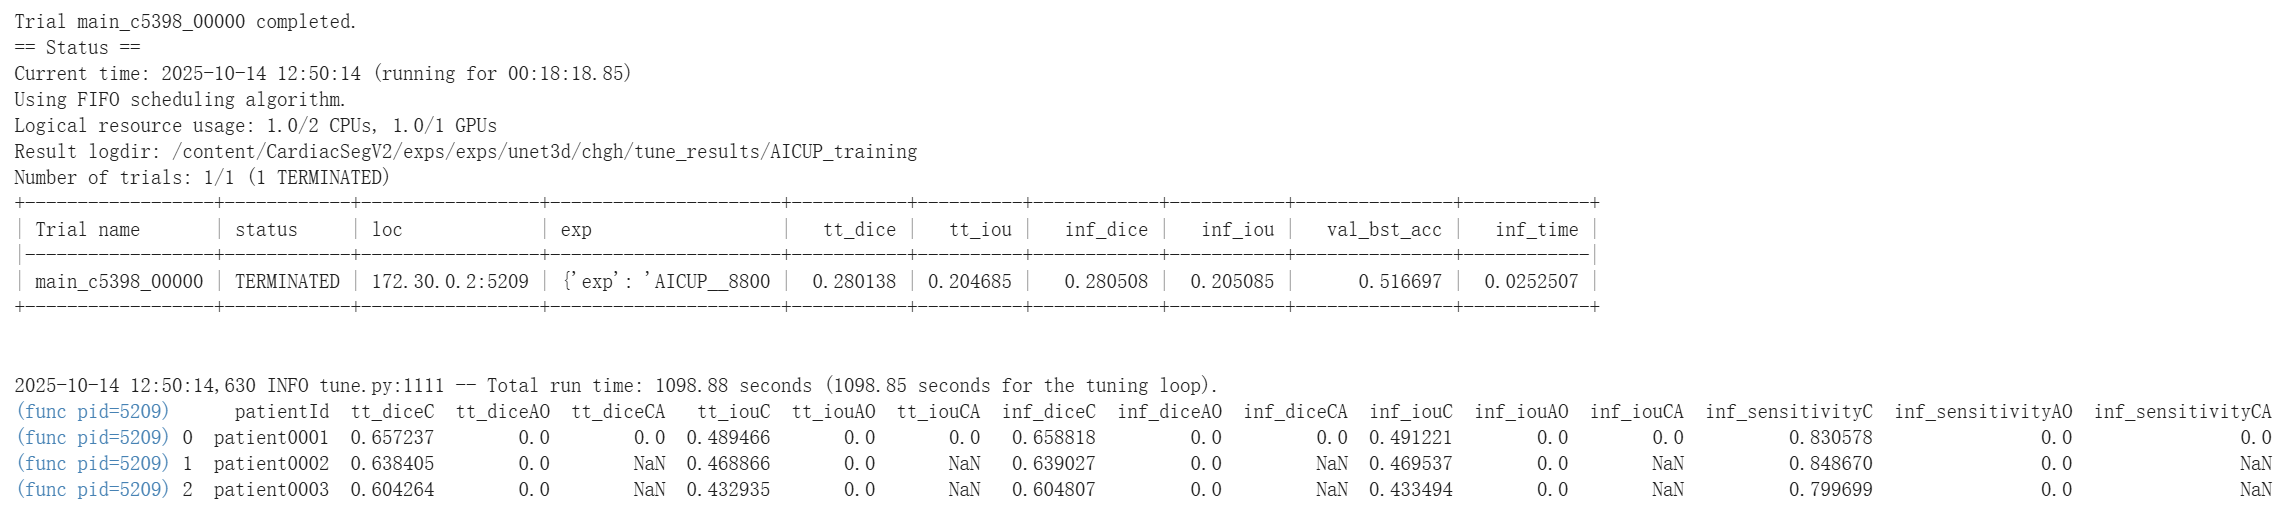 Trial main_c5398_00000 completed.
== Status ==
Current time: 2025-10-14 12:50:14 (running for 00:18:18.85)
Using FIFO scheduling algorithm.
Logical resource usage: 1.0/2 CPUs, 1.0/1 GPUs
Result logdir: /content/CardiacSegV2/exps/exps/unet3d/chgh/tune_results/AICUP_training
Number of trials: 1/1 (1 TERMINATED)
+------------------+------------+-----------------+----------------------+-----------+----------+------------+-----------+---------------+------------+
| Trial name | status | loc | exp | tt_dice | tt_iou | inf_dice | inf_iou | val_bst_acc | inf_time |
|------------------+------------+-----------------+----------------------+-----------+----------+------------+-----------+---------------+------------|
| main_c5398_00000 | TERMINATED | 172.30.0.2:5209 | {'exp': 'AICUP__8800 | 0.280138 | 0.204685 | 0.280508 | 0.205085 | 0.516697 | 0.0252507 |
+------------------+------------+-----------------+----------------------+-----------+----------+------------+-----------+---------------+------------+
2025-10-14 12:50:14,630 INFO tune.py:1111 -- Total run time: 1098.88 seconds (1098.85 seconds for the tuning loop).
(func pid=5209) patientId tt_diceC tt_diceAO tt_diceCA tt_iouC tt_iouAO tt_iouCA inf_diceC inf_diceAO inf_diceCA inf_iouC inf_iouAO inf_iouCA inf_sensitivityC inf_sensitivityAO inf_sensitivityCA
(func pid=5209) 0 patient0001 0.657237 0.0 0.0 0.489466 0.0 0.0 0.658818 0.0 0.0 0.491221 0.0 0.0 0.830578 0.0 0.0
(func pid=5209) 1 patient0002 0.638405 0.0 NaN 0.468866 0.0 NaN 0.639027 0.0 NaN 0.469537 0.0 NaN 0.848670 0.0 NaN
(func pid=5209) 2 patient0003 0.604264 0.0 NaN 0.432935 0.0 NaN 0.604807 0.0 NaN 0.433494 0.0 NaN 0.799699 0.0 NaN